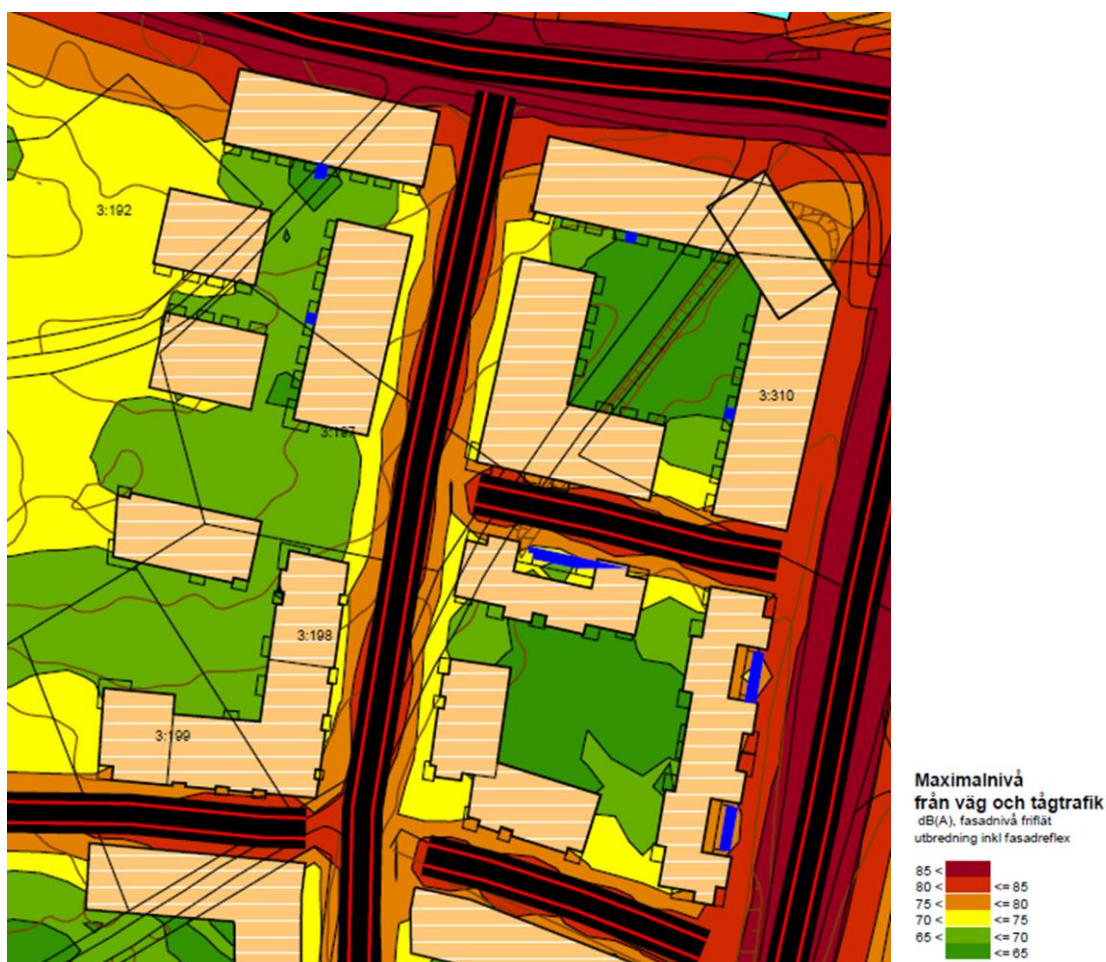 3:192
3:310
3:197
3:198
3:199
Maximalnivå
från väg och tågtrafik
dB(A), fasadnivå friflät
utbredning inkl fasadreflex
85 <
80 < <= 85
75 < <= 80
70 < <= 75
65 < <= 70
<= 65